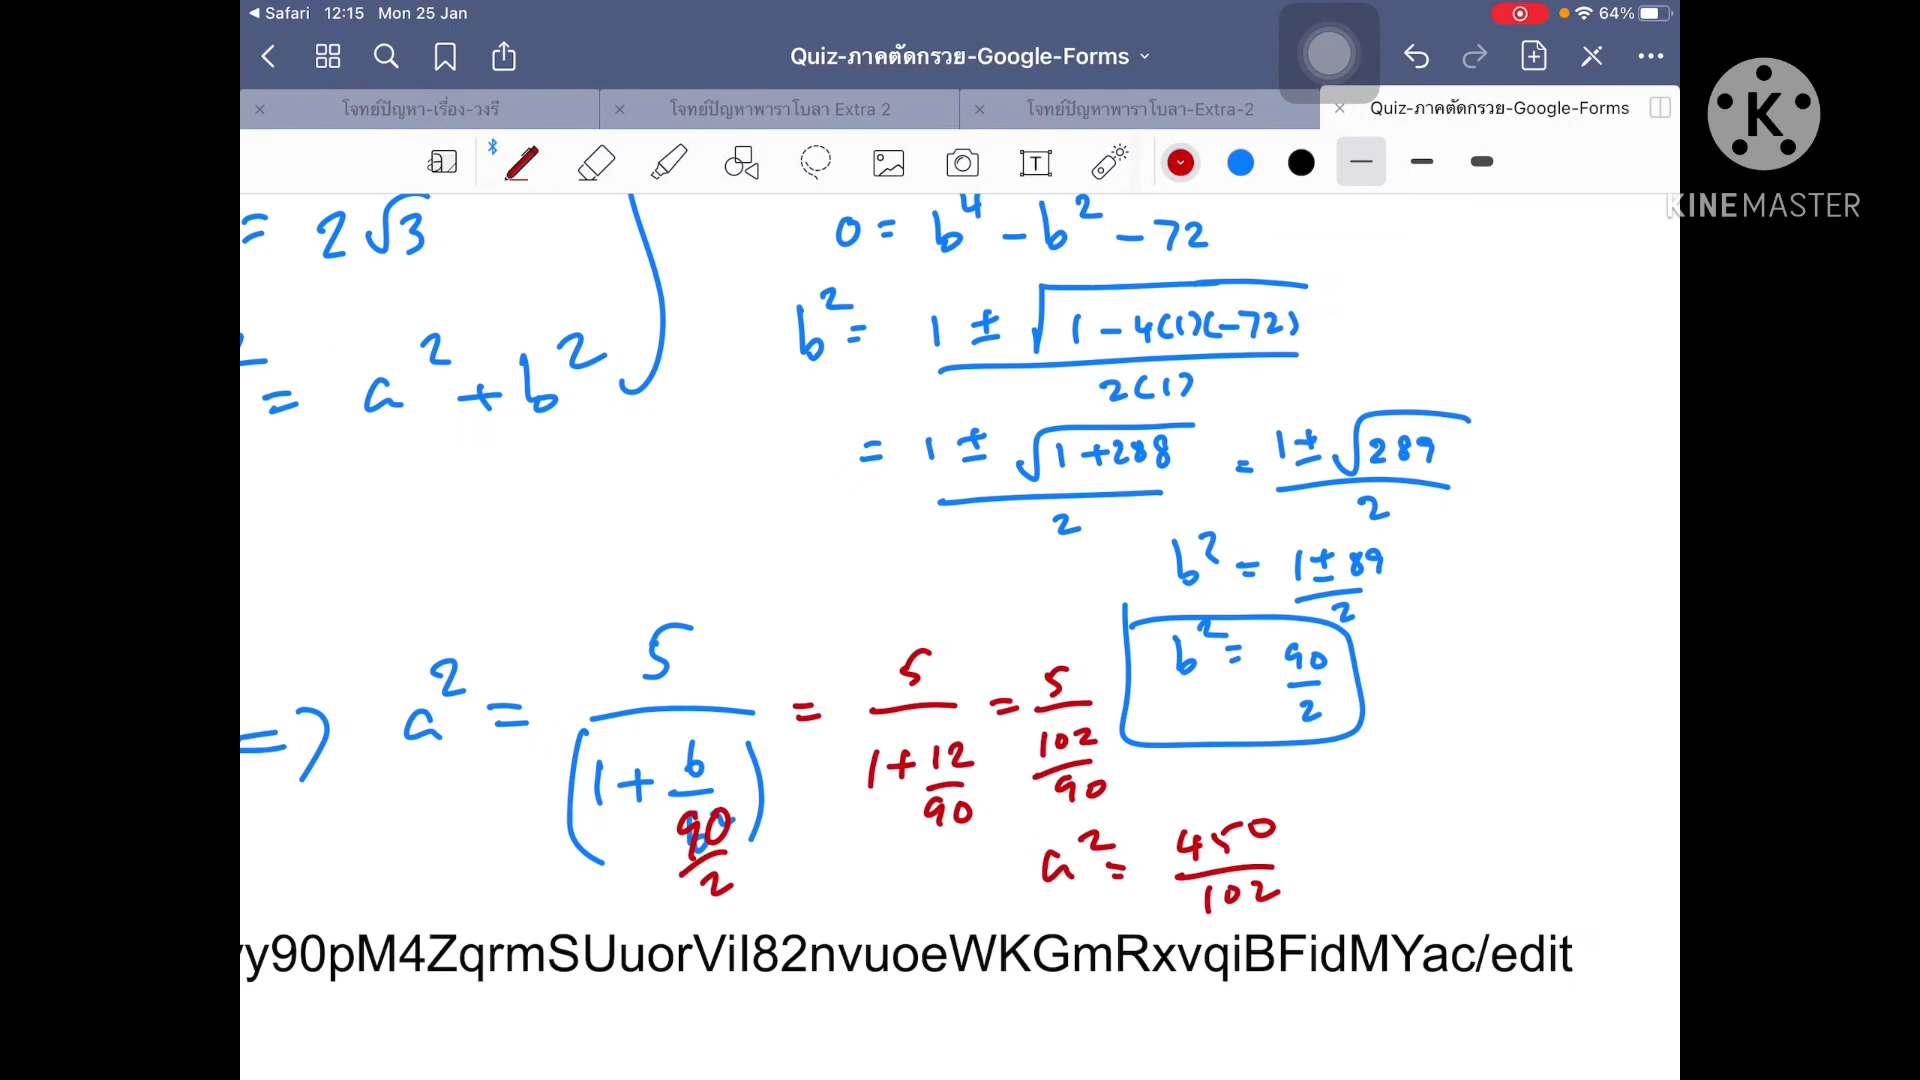 Safari 12:15 Mon 25 Jan 64%
Quiz-ภาคตัดกรวย-Google-Forms
โจทย์ปัญหา-เรื่อง-วงรี โจทย์ปัญหาพาราโบลา Extra 2 โจทย์ปัญหาพาราโบลา-Extra-2 Quiz-ภาคตัดกรวย-Google-Forms
K
KINEMASTER
= 2√3
0 = b⁴ - b² - 72
b² = (1 ± √(1 - 4(1)(-72))) / 2(1)
² = a² + b²
= (1 ± √(1+288)) / 2 = (1 ± √289) / 2
b² = (1 ± 89) / 2
b² = 90/2
=> a² = 5 / (1 + 6/(90/2)) = 5 / (1 + 12/90) = 5 / (102/90)
a² = 450/102
y90pM4ZqrmSUuorVil82nvuoeWKGmRxvqiBFidMYac/edit